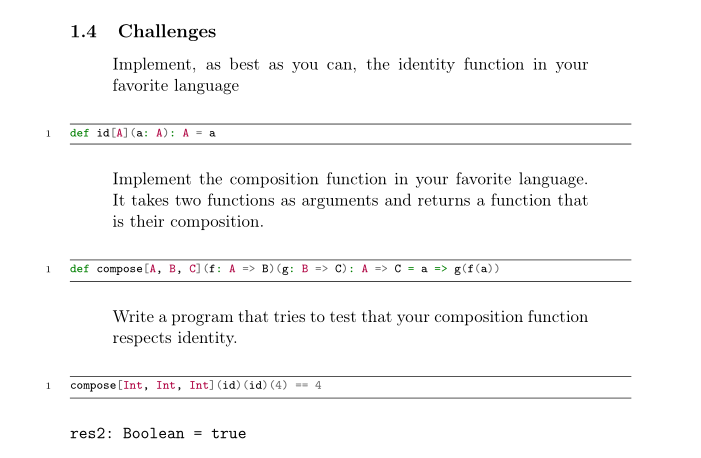 1.4 Challenges
Implement, as best as you can, the identity function in your
favorite language
1 def id[A](a: A): A = a
Implement the composition function in your favorite language.
It takes two functions as arguments and returns a function that
is their composition.
1 def compose[A, B, C](f: A => B)(g: B => C): A => C = a => g(f(a))
Write a program that tries to test that your composition function
respects identity.
1 compose[Int, Int, Int](id)(id)(4) == 4
res2: Boolean = true